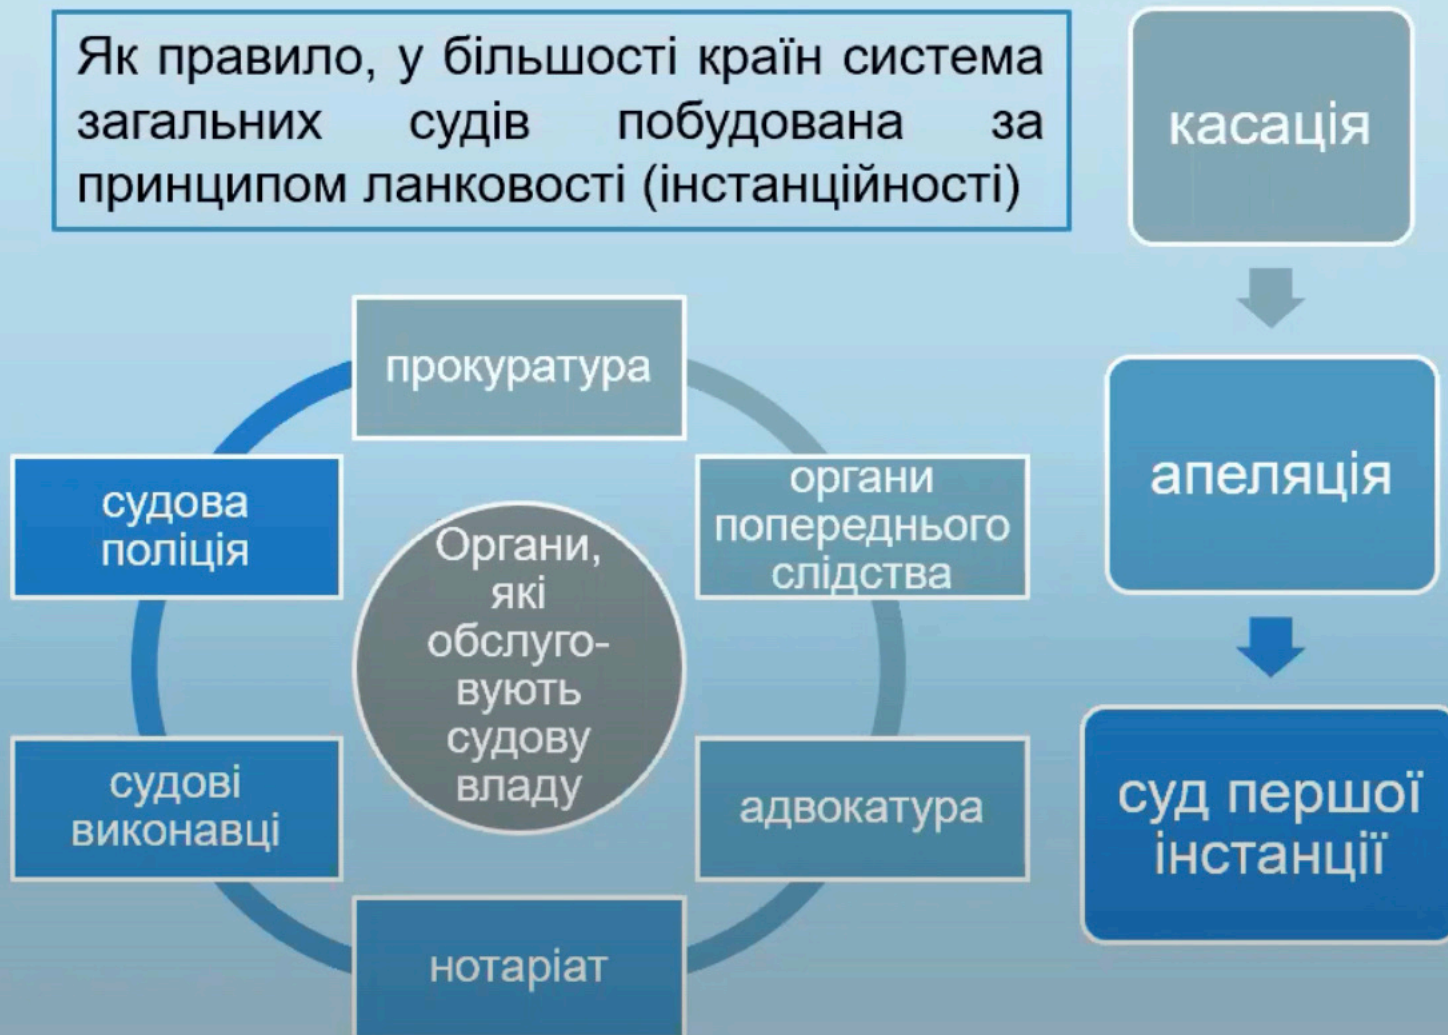 Як правило, у більшості країн система
загальних судів побудована за
принципом ланковості (інстанційності)
касація
апеляція
суд першої
інстанції
прокуратура
органи
попереднього
слідства
адвокатура
нотаріат
судові
виконавці
судова
поліція
Органи,
які
обслуго-
вують
судову
владу